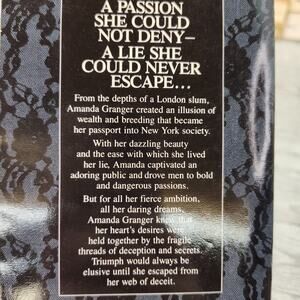 A PASSION
SHE COULD
NOT DENY—
A LIE SHE
COULD NEVER
ESCAPE...
From the depths of a London slum,
Amanda Granger created an illusion of
wealth and breeding that became
her passport into New York society.
With her dazzling beauty
and the ease with which she lived
her lie, Amanda captivated an
adoring public and drove men to bold
and dangerous passions.
But for all her fierce ambition,
all her daring dreams,
Amanda Granger knew that
her heart's desires were
held together by the fragile
threads of deception and secrets.
Triumph would always be
elusive until she escaped from
her web of deceit.